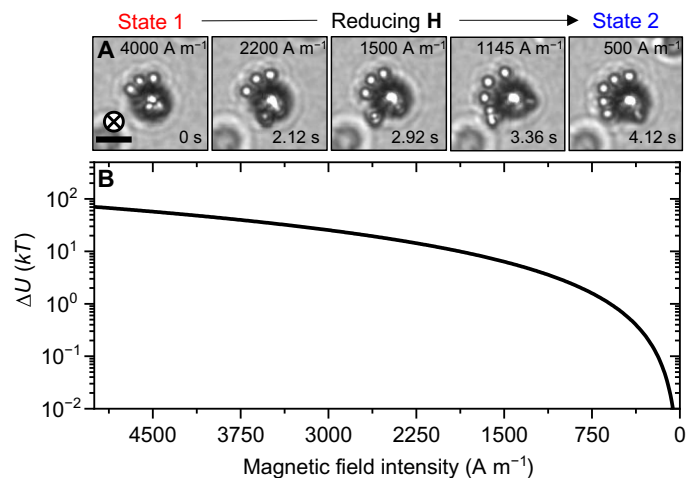 State 1 Reducing H State 2
A 4000 A m⁻¹ 2200 A m⁻¹ 1500 A m⁻¹ 1145 A m⁻¹ 500 A m⁻¹
0 s 2.12 s 2.92 s 3.36 s 4.12 s
B
ΔU (kT)
10²
10¹
10⁰
10⁻¹
10⁻²
4500 3750 3000 2250 1500 750 0
Magnetic field intensity (A m⁻¹)